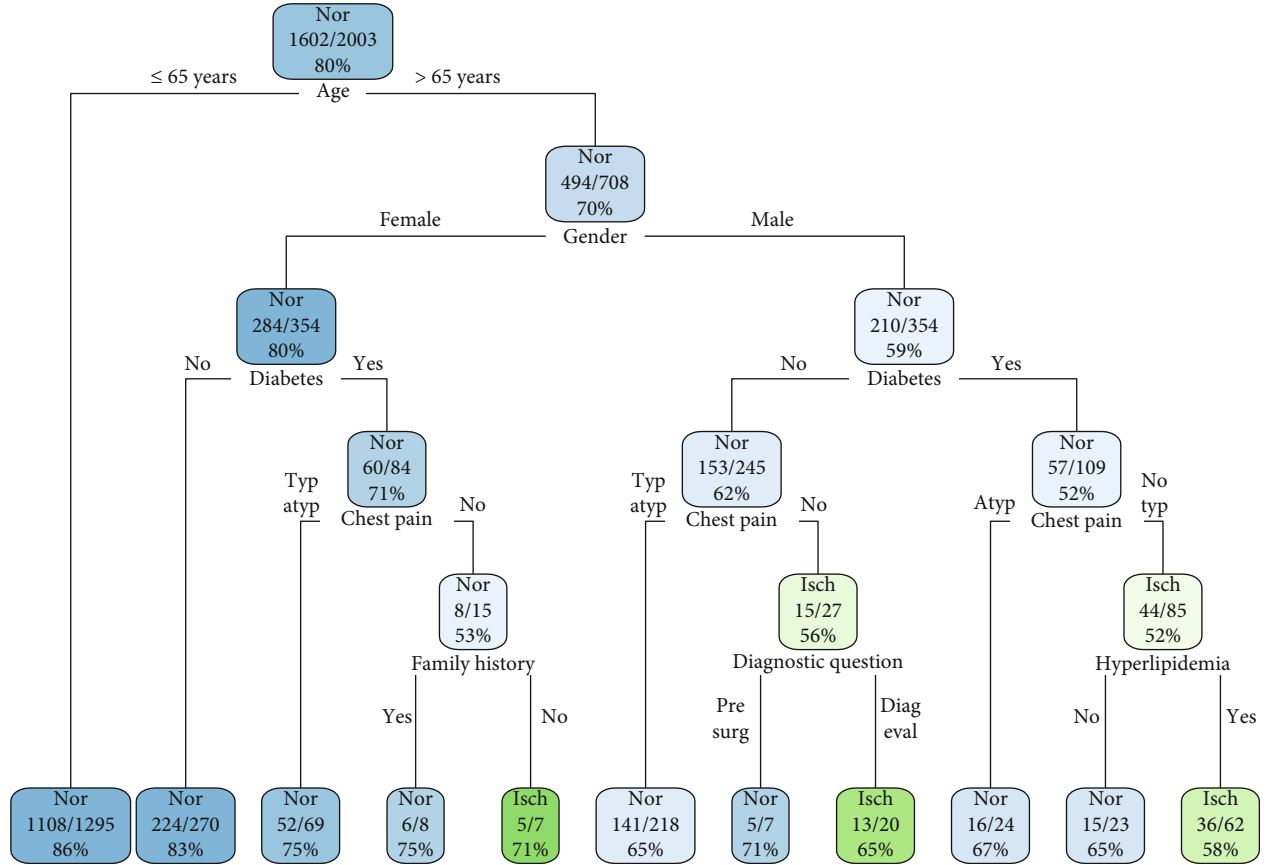 Nor
1602/2003
80%
≤ 65 years
> 65 years
Age
Nor
494/708
70%
Female
Male
Gender
Nor
284/354
80%
Nor
210/354
59%
No
Yes
Diabetes
No
Yes
Diabetes
Nor
60/84
71%
Nor
153/245
62%
Nor
57/109
52%
Typ
atyp
No
Chest pain
Typ
atyp
No
Chest pain
Atyp
No
typ
Chest pain
Nor
8/15
53%
Isch
15/27
56%
Isch
44/85
52%
Family history
Diagnostic question
Hyperlipidemia
Yes
No
Pre
surg
Diag
eval
No
Yes
Nor
1108/1295
86%
Nor
224/270
83%
Nor
52/69
75%
Nor
6/8
75%
Isch
5/7
71%
Nor
141/218
65%
Nor
5/7
71%
Isch
13/20
65%
Nor
16/24
67%
Nor
15/23
65%
Isch
36/62
58%